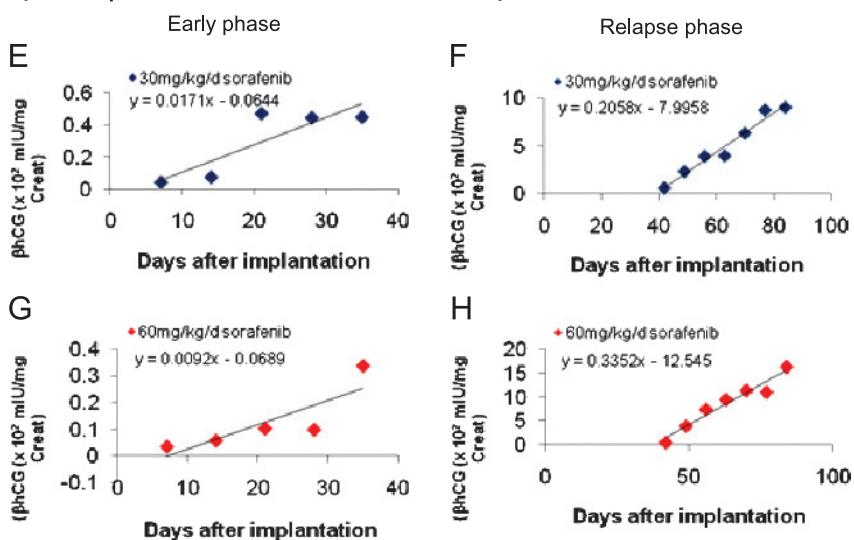 Early phase
Relapse phase
E
30mg/kg/d sorafenib
y = 0.0171x - 0.0644
βhCG (x 10² mIU/mg Creat)
0.6
0.4
0.2
0
0 10 20 30 40
Days after implantation
F
30mg/kg/d sorafenib
y = 0.2058x - 7.9958
(βhCG (x 10² mIU/mg Creat)
10
5
0
0 20 40 60 80 100
Days after implantation
G
60mg/kg/d sorafenib
y = 0.0092x - 0.0689
(βhCG (x 10² mIU/mg Creat)
0.4
0.3
0.2
0.1
0
-0.1
0 10 20 30 40
Days after implantation
H
60mg/kg/d sorafenib
y = 0.3352x - 12.545
(βhCG (x 10² mIU/mg Creat)
20
15
10
5
0
0 50 100
Days after implantation